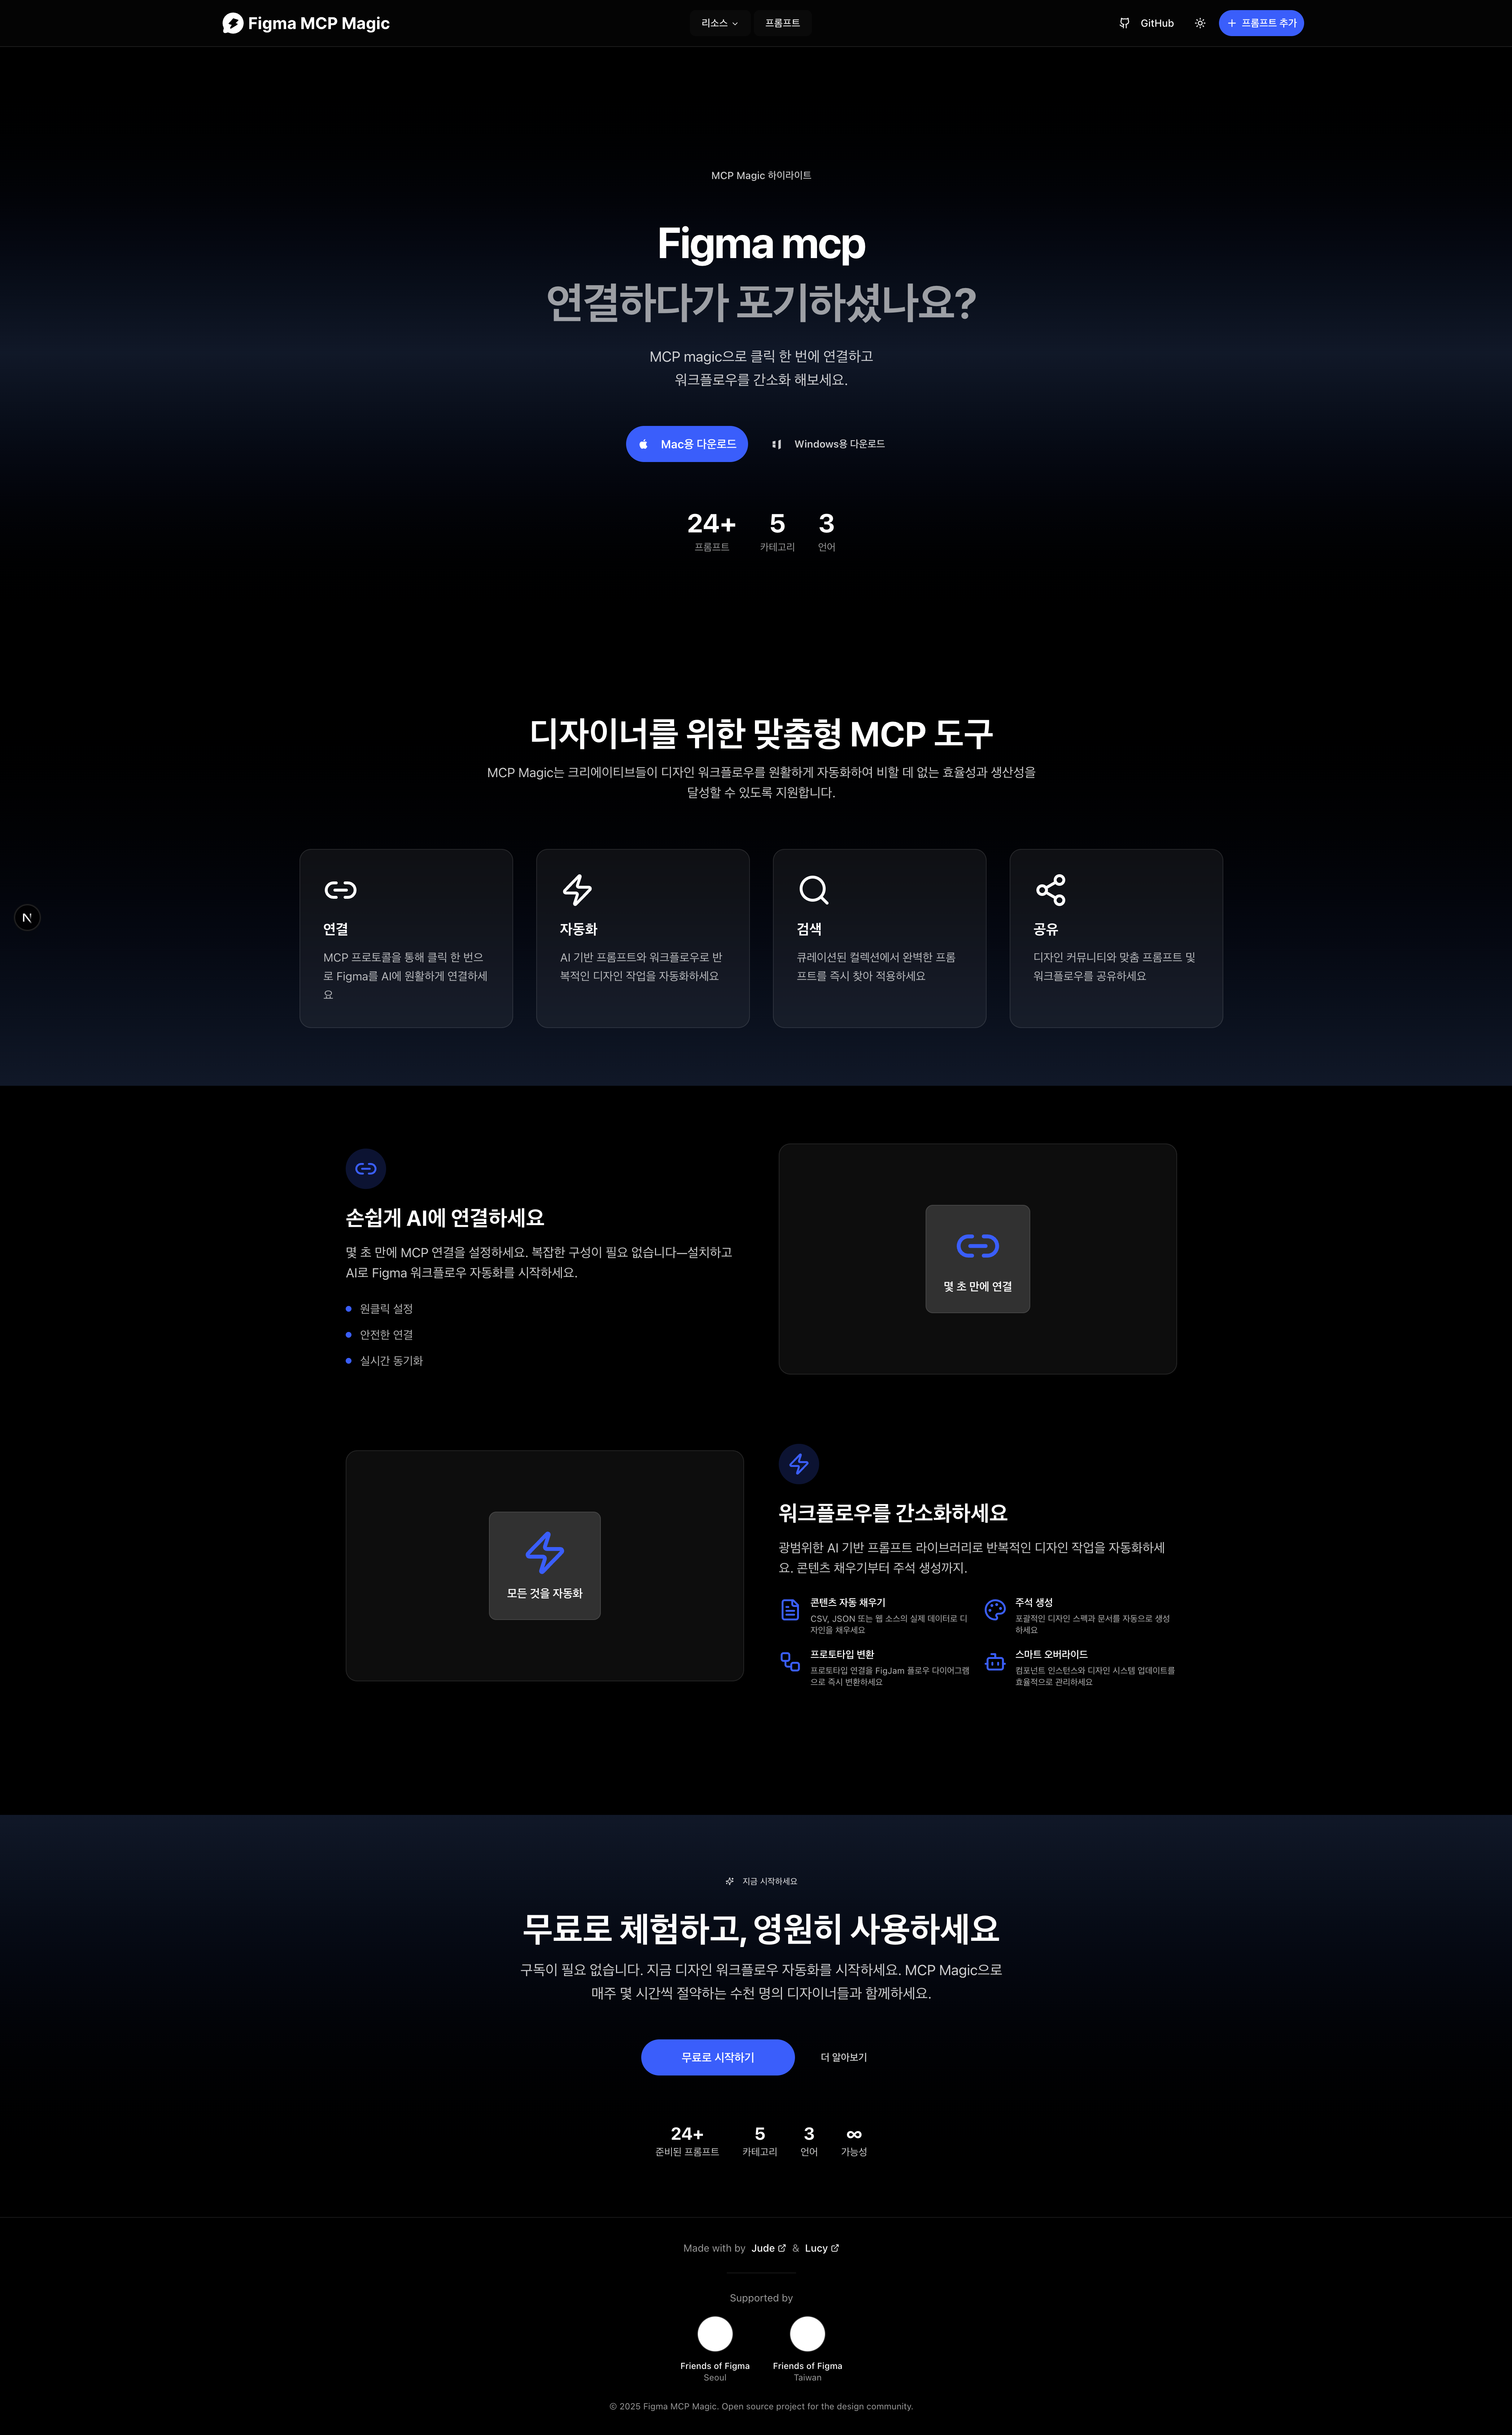 Figma MCP Magic
리소스
프롬프트
GitHub
프롬프트 추가
MCP Magic 하이라이트
Figma mcp
연결하다가 포기하셨나요?
MCP magic으로 클릭 한 번에 연결하고
워크플로우를 간소화 해보세요.
Mac용 다운로드
Windows용 다운로드
24+ 5 3
프롬프트 카테고리 언어
디자이너를 위한 맞춤형 MCP 도구
MCP Magic는 크리에이티브들이 디자인 워크플로우를 원활하게 자동화하여 비할 데 없는 효율성과 생산성을
달성할 수 있도록 지원합니다.
연결
MCP 프로토콜을 통해 클릭 한 번으
로 Figma를 AI에 원활하게 연결하세
요
자동화
AI 기반 프롬프트와 워크플로우로 반
복적인 디자인 작업을 자동화하세요
검색
큐레이션된 컬렉션에서 완벽한 프롬
프트를 즉시 찾아 적용하세요
공유
디자인 커뮤니티와 맞춤 프롬프트 및
워크플로우를 공유하세요
N
손쉽게 AI에 연결하세요
몇 초 만에 MCP 연결을 설정하세요. 복잡한 구성이 필요 없습니다—설치하고
AI로 Figma 워크플로우 자동화를 시작하세요.
원클릭 설정
안전한 연결
실시간 동기화
몇 초 만에 연결
모든 것을 자동화
워크플로우를 간소화하세요
광범위한 AI 기반 프롬프트 라이브러리로 반복적인 디자인 작업을 자동화하세
요. 콘텐츠 채우기부터 주석 생성까지.
콘텐츠 자동 채우기
CSV, JSON 또는 웹 소스의 실제 데이터로 디
자인을 채우세요
주석 생성
포괄적인 디자인 스펙과 문서를 자동으로 생성
하세요
프로토타입 변환
프로토타입 연결을 FigJam 플로우 다이어그램
으로 즉시 변환하세요
스마트 오버라이드
컴포넌트 인스턴스와 디자인 시스템 업데이트를
효율적으로 관리하세요
지금 시작하세요
무료로 체험하고, 영원히 사용하세요
구독이 필요 없습니다. 지금 디자인 워크플로우 자동화를 시작하세요. MCP Magic으로
매주 몇 시간씩 절약하는 수천 명의 디자이너들과 함께하세요.
무료로 시작하기
더 알아보기
24+ 5 3 ∞
준비된 프롬프트 카테고리 언어 가능성
Made with by Jude & Lucy
Supported by
Friends of Figma
Seoul
Friends of Figma
Taiwan
© 2025 Figma MCP Magic. Open source project for the design community.